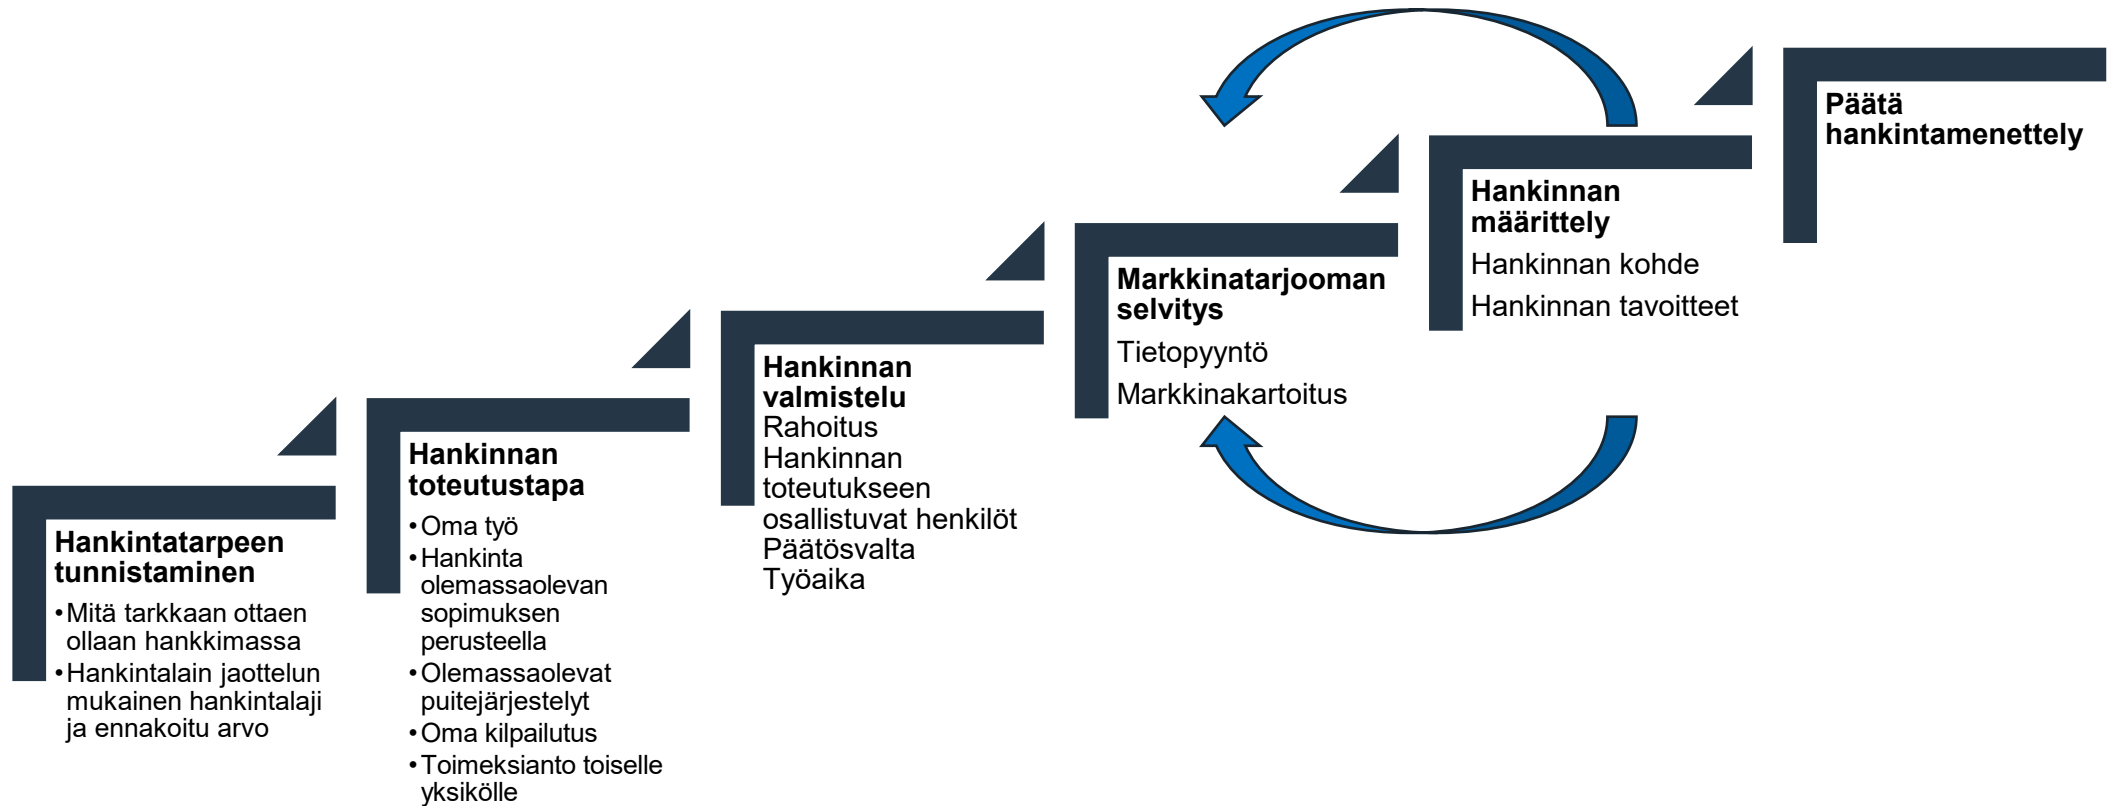 Hankintatarpeen
tunnistaminen
•Mitä tarkkaan ottaen
ollaan hankkimassa
•Hankintalain jaottelun
mukainen hankintalaji
ja ennakoitu arvo
Hankinnan
toteutustapa
•Oma työ
•Hankinta
olemassaolevan
sopimuksen
perusteella
•Olemassaolevat
puitejärjestelyt
•Oma kilpailutus
•Toimeksianto toiselle
yksikölle
Hankinnan
valmistelu
Rahoitus
Hankinnan
toteutukseen
osallistuvat henkilöt
Päätösvalta
Työaika
Markkinatarjooman
selvitys
Tietopyyntö
Markkinakartoitus
Hankinnan
määrittely
Hankinnan kohde
Hankinnan tavoitteet
Päätä
hankintamenettely